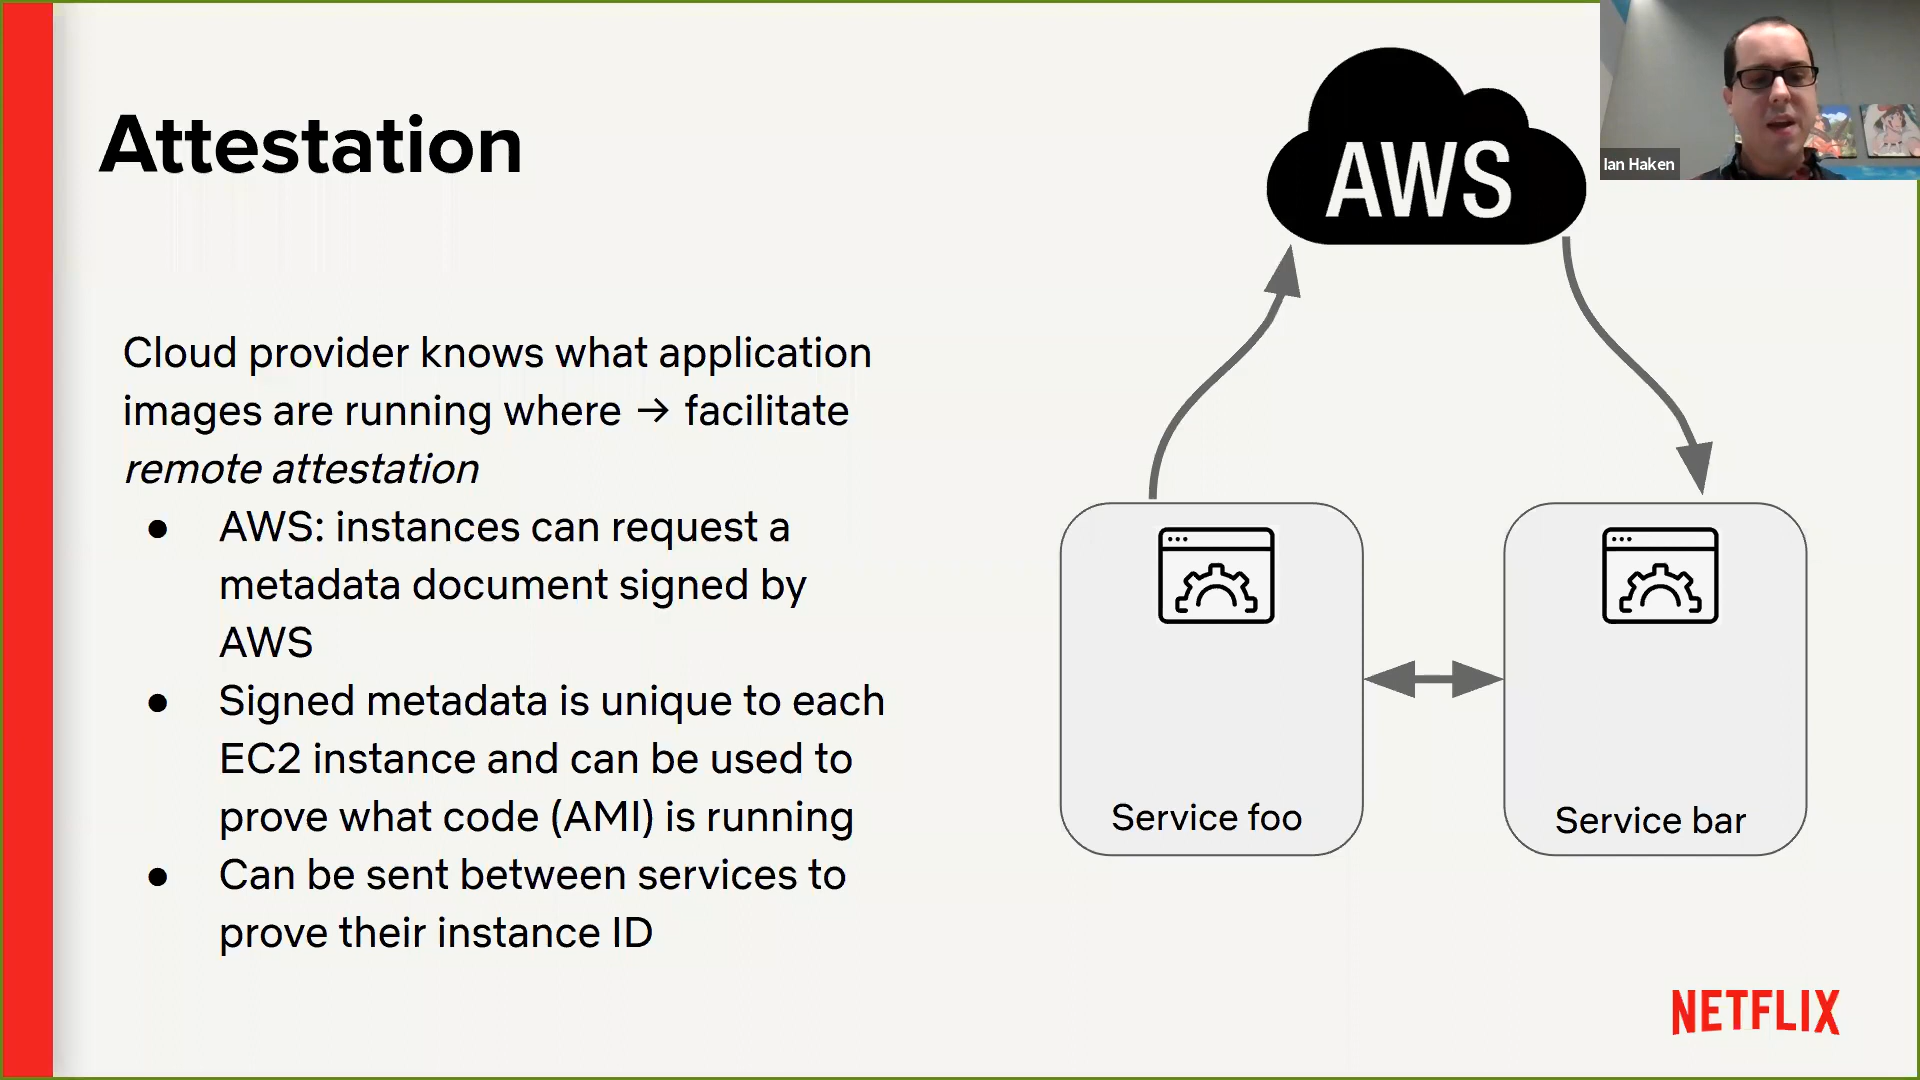 Attestation
Cloud provider knows what application
images are running where → facilitate
remote attestation
● AWS: instances can request a
metadata document signed by
AWS
● Signed metadata is unique to each
EC2 instance and can be used to
prove what code (AMI) is running
● Can be sent between services to
prove their instance ID
AWS
Service foo
Service bar
Ian Haken
NETFLIX